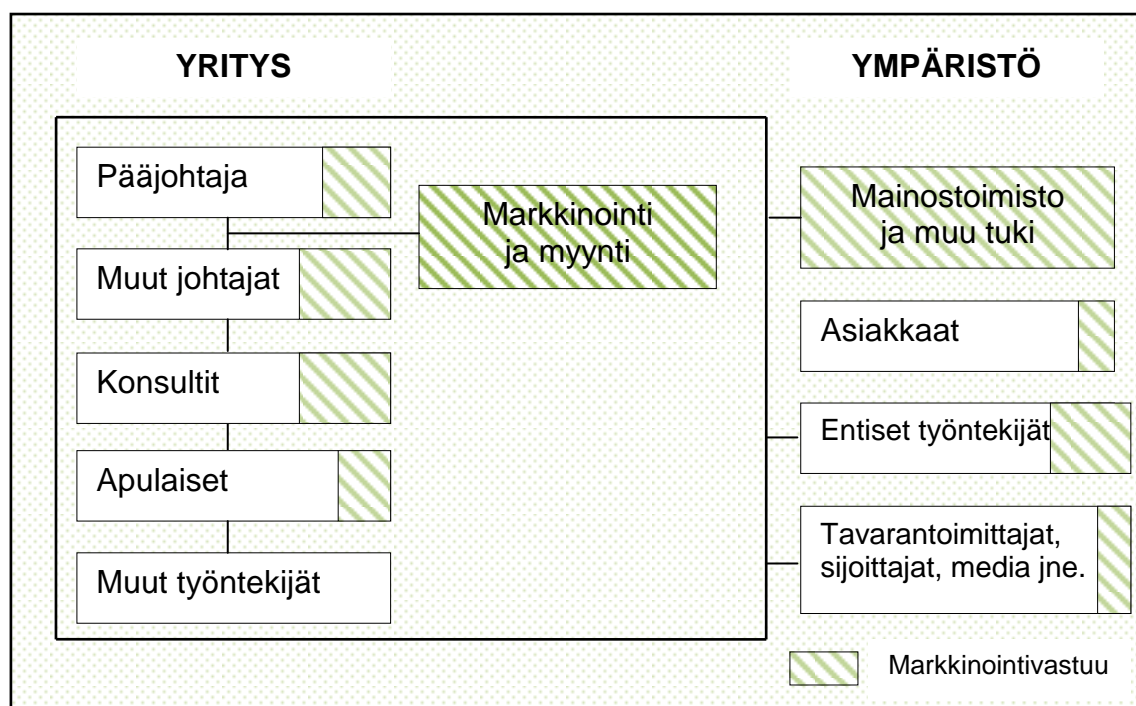 YRITYS
YMPÄRISTÖ
Pääjohtaja
Markkinointi
ja myynti
Muut johtajat
Konsultit
Apulaiset
Muut työntekijät
Mainostoimisto
ja muu tuki
Asiakkaat
Entiset työntekijät
Tavarantoimittajat,
sijoittajat, media jne.
Markkinointivastuu